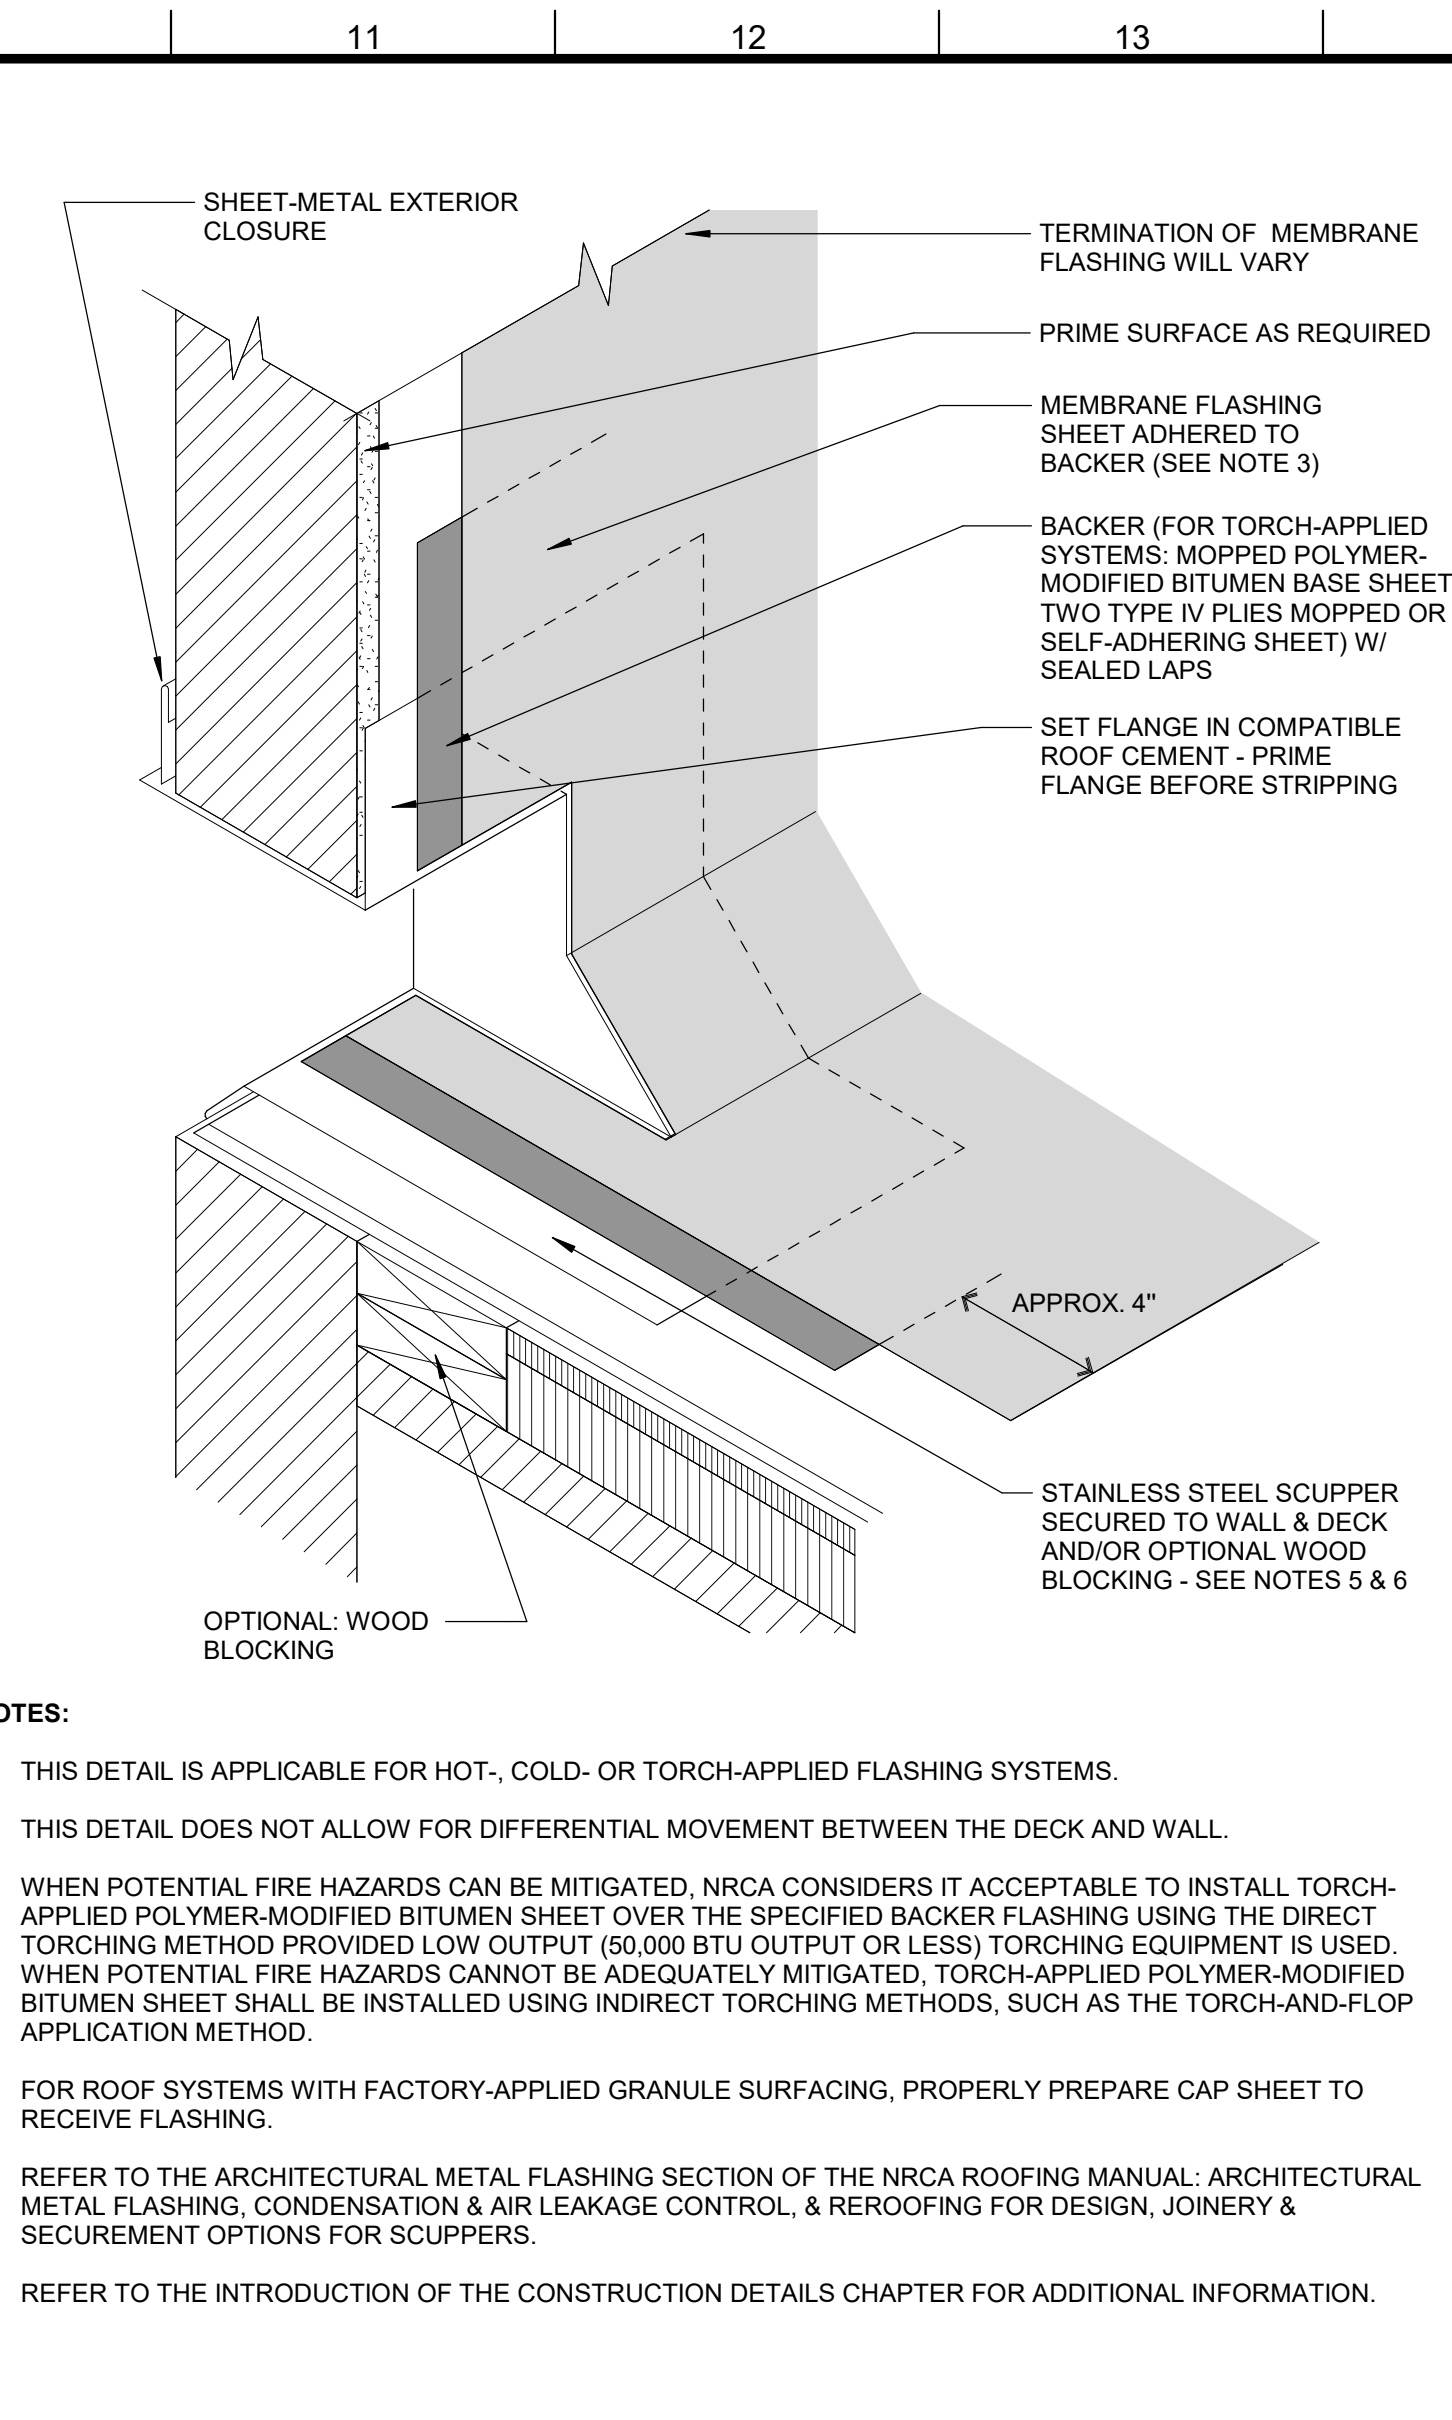 11 12 13
SHEET-METAL EXTERIOR
CLOSURE
TERMINATION OF MEMBRANE
FLASHING WILL VARY
PRIME SURFACE AS REQUIRED
MEMBRANE FLASHING
SHEET ADHERED TO
BACKER (SEE NOTE 3)
BACKER (FOR TORCH-APPLIED
SYSTEMS: MOPPED POLYMER-
MODIFIED BITUMEN BASE SHEET
TWO TYPE IV PLIES MOPPED OR
SELF-ADHERING SHEET) W/
SEALED LAPS
SET FLANGE IN COMPATIBLE
ROOF CEMENT - PRIME
FLANGE BEFORE STRIPPING
APPROX. 4"
STAINLESS STEEL SCUPPER
SECURED TO WALL & DECK
AND/OR OPTIONAL WOOD
BLOCKING - SEE NOTES 5 & 6
OPTIONAL: WOOD
BLOCKING
OTES:
THIS DETAIL IS APPLICABLE FOR HOT-, COLD- OR TORCH-APPLIED FLASHING SYSTEMS.
THIS DETAIL DOES NOT ALLOW FOR DIFFERENTIAL MOVEMENT BETWEEN THE DECK AND WALL.
WHEN POTENTIAL FIRE HAZARDS CAN BE MITIGATED, NRCA CONSIDERS IT ACCEPTABLE TO INSTALL TORCH-
APPLIED POLYMER-MODIFIED BITUMEN SHEET OVER THE SPECIFIED BACKER FLASHING USING THE DIRECT
TORCHING METHOD PROVIDED LOW OUTPUT (50,000 BTU OUTPUT OR LESS) TORCHING EQUIPMENT IS USED.
WHEN POTENTIAL FIRE HAZARDS CANNOT BE ADEQUATELY MITIGATED, TORCH-APPLIED POLYMER-MODIFIED
BITUMEN SHEET SHALL BE INSTALLED USING INDIRECT TORCHING METHODS, SUCH AS THE TORCH-AND-FLOP
APPLICATION METHOD.
FOR ROOF SYSTEMS WITH FACTORY-APPLIED GRANULE SURFACING, PROPERLY PREPARE CAP SHEET TO
RECEIVE FLASHING.
REFER TO THE ARCHITECTURAL METAL FLASHING SECTION OF THE NRCA ROOFING MANUAL: ARCHITECTURAL
METAL FLASHING, CONDENSATION & AIR LEAKAGE CONTROL, & REROOFING FOR DESIGN, JOINERY &
SECUREMENT OPTIONS FOR SCUPPERS.
REFER TO THE INTRODUCTION OF THE CONSTRUCTION DETAILS CHAPTER FOR ADDITIONAL INFORMATION.